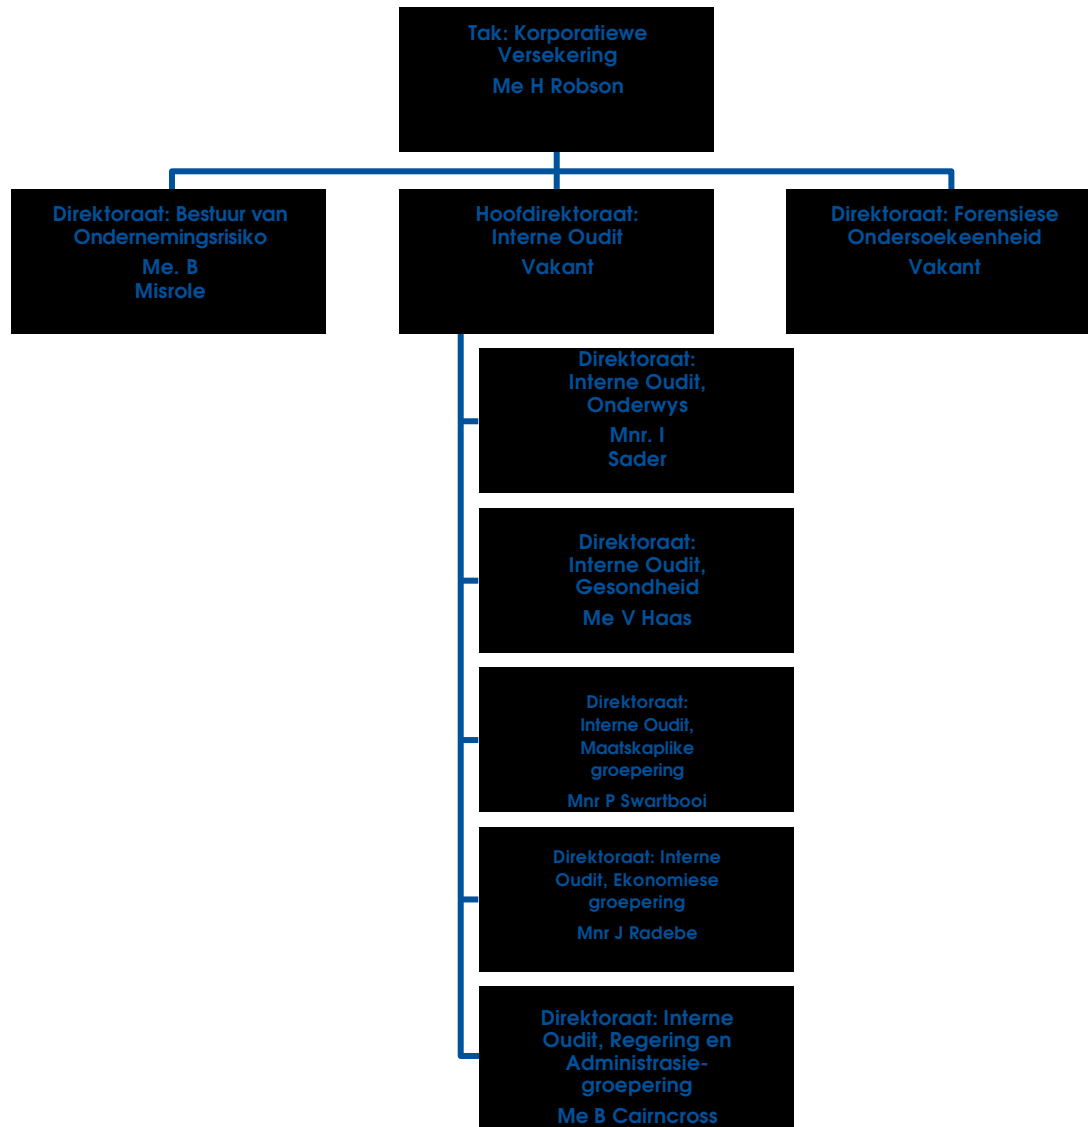 Tak: Korporatiewe
Versekering
Me H Robson
Direktoraat: Bestuur van
Ondernemingsrisiko
Me. B
Misrole
Hoofdirektoraat:
Interne Oudit
Vakant
Direktoraat: Forensiese
Ondersoekeenheid
Vakant
Direktoraat:
Interne Oudit,
Onderwys
Mnr. I
Sader
Direktoraat:
Interne Oudit,
Gesondheid
Me V Haas
Direktoraat:
Interne Oudit,
Maatskaplike
groepering
Mnr P Swartbooi
Direktoraat: Interne
Oudit, Ekonomiese
groepering
Mnr J Radebe
Direktoraat: Interne
Oudit, Regering en
Administrasie-
groepering
Me B Cairncross